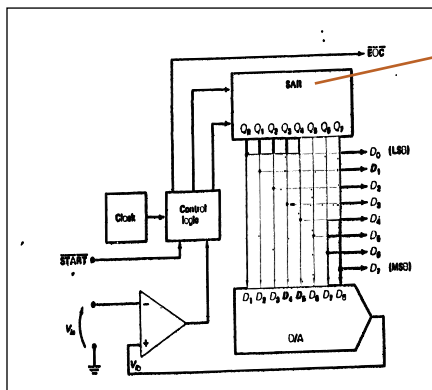 EOC
SAR
Q0 Q1 Q2 Q3 Q4 Q5 Q6 Q7
D0 (LSB)
D1
D2
D3
D4
D5
D6
D7 (MSB)
Clock
Control logic
START
D1 D2 D3 D4 D5 D6 D7 D8
D/A
−
+
Vin